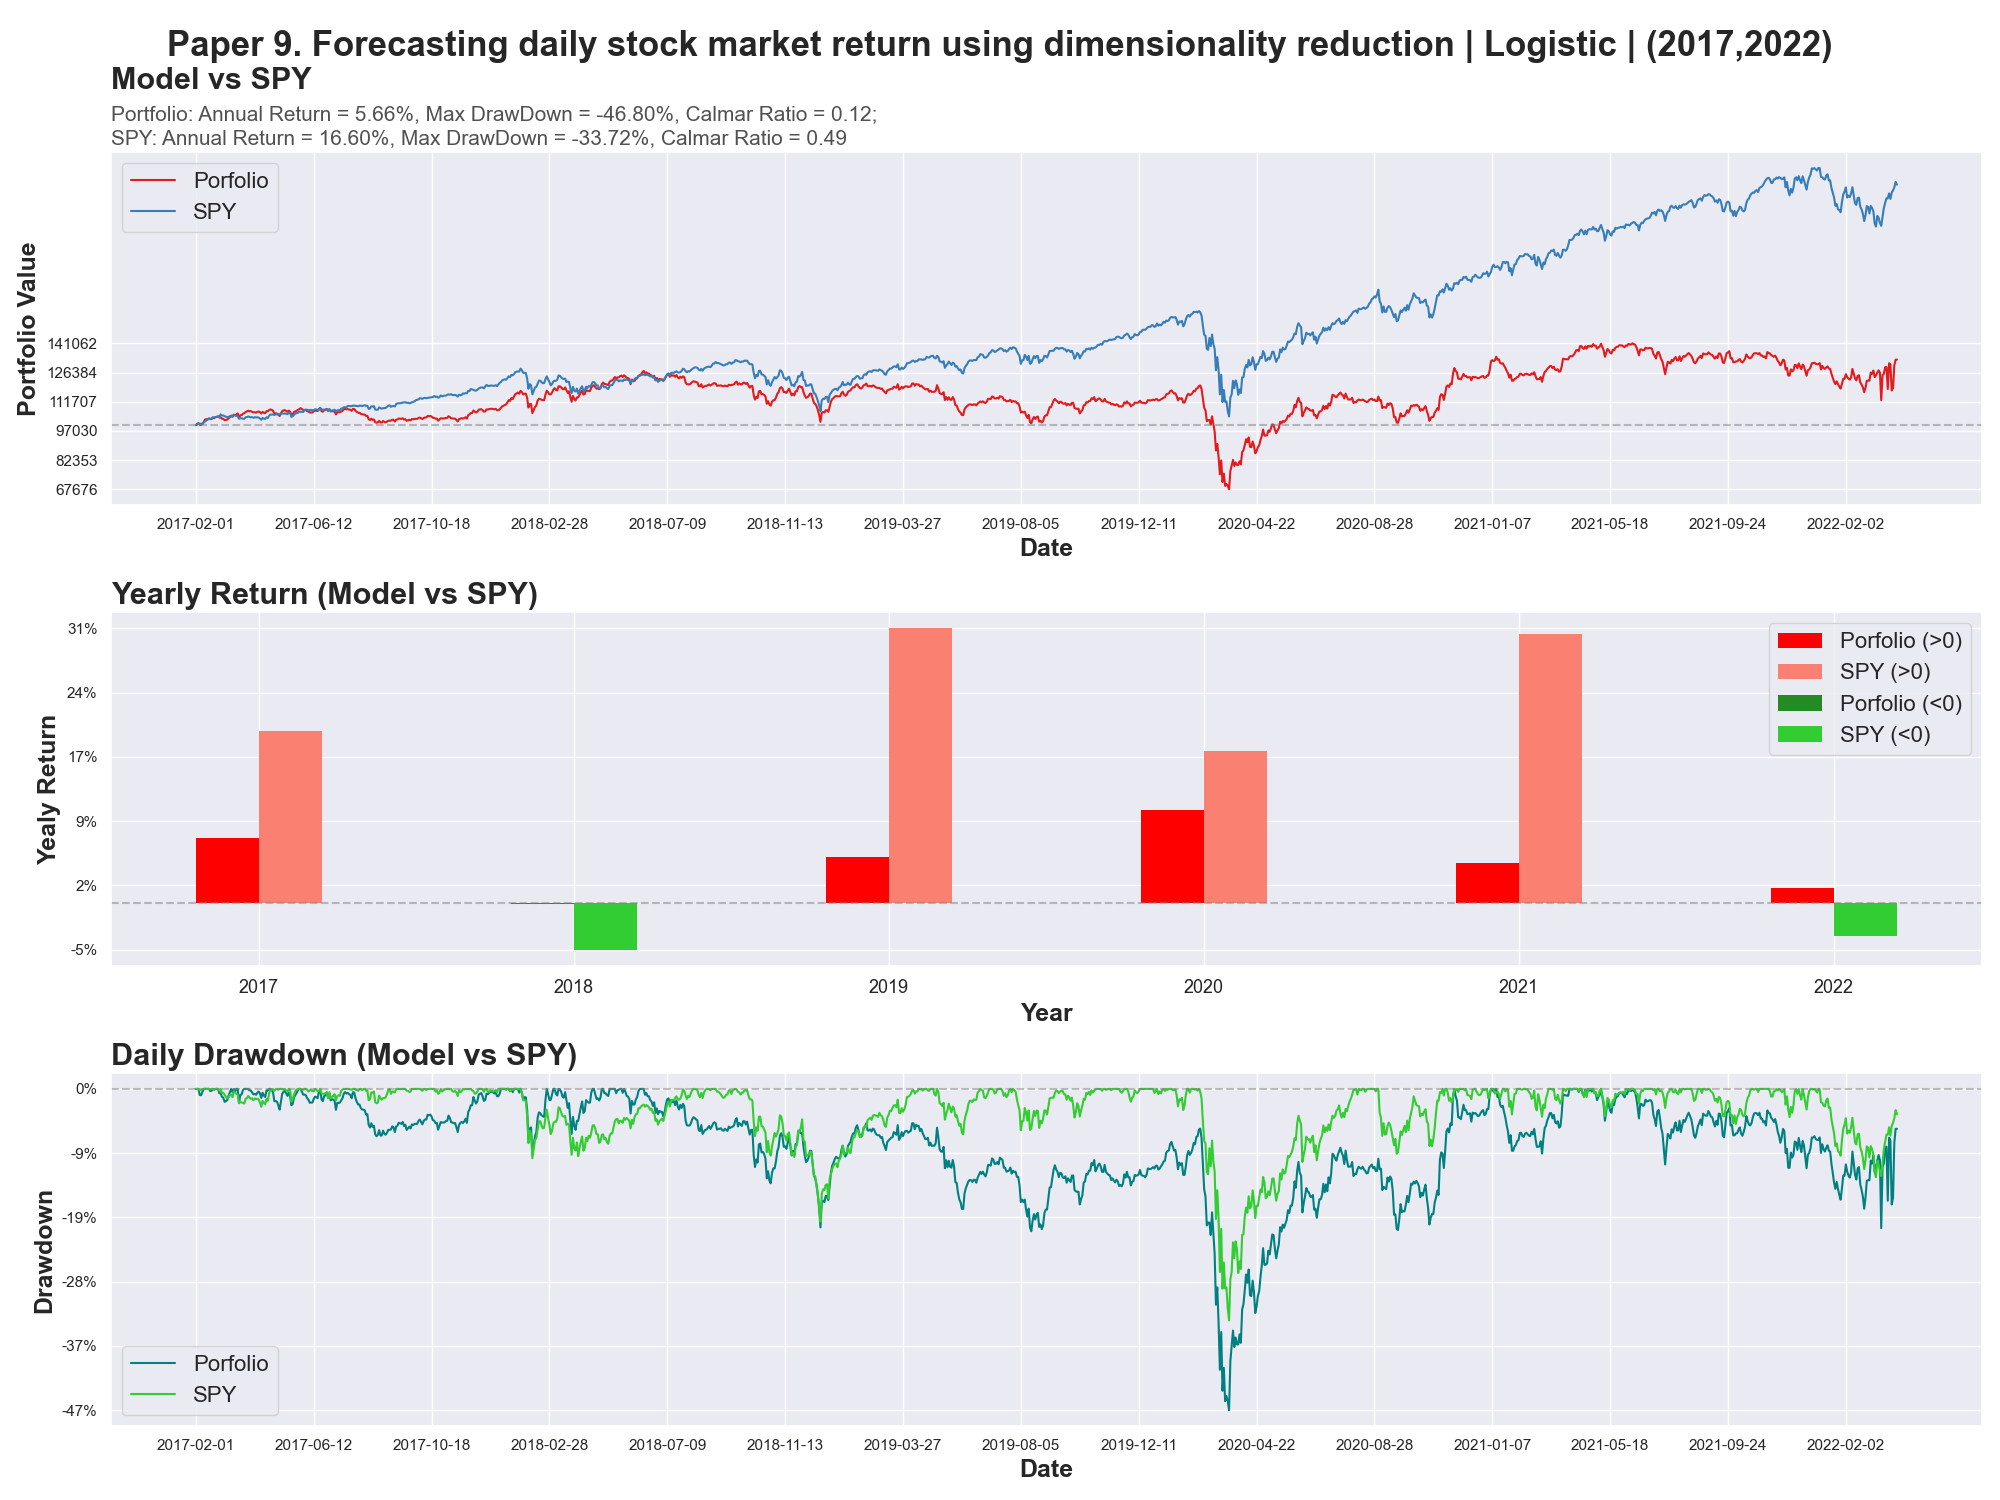 Paper 9. Forecasting daily stock market return using dimensionality reduction | Logistic | (2017,2022)
Model vs SPY
Portfolio: Annual Return = 5.66%, Max DrawDown = -46.80%, Calmar Ratio = 0.12;
SPY: Annual Return = 16.60%, Max DrawDown = -33.72%, Calmar Ratio = 0.49
Porfolio
SPY
Portfolio Value
141062
126384
111707
97030
82353
67676
2017-02-01 2017-06-12 2017-10-18 2018-02-28 2018-07-09 2018-11-13 2019-03-27 2019-08-05 2019-12-11 2020-04-22 2020-08-28 2021-01-07 2021-05-18 2021-09-24 2022-02-02
Date
Yearly Return (Model vs SPY)
Porfolio (>0)
SPY (>0)
Porfolio (<0)
SPY (<0)
Yealy Return
31%
24%
17%
9%
2%
-5%
2017 2018 2019 2020 2021 2022
Year
Daily Drawdown (Model vs SPY)
Drawdown
0%
-9%
-19%
-28%
-37%
-47%
Porfolio
SPY
2017-02-01 2017-06-12 2017-10-18 2018-02-28 2018-07-09 2018-11-13 2019-03-27 2019-08-05 2019-12-11 2020-04-22 2020-08-28 2021-01-07 2021-05-18 2021-09-24 2022-02-02
Date